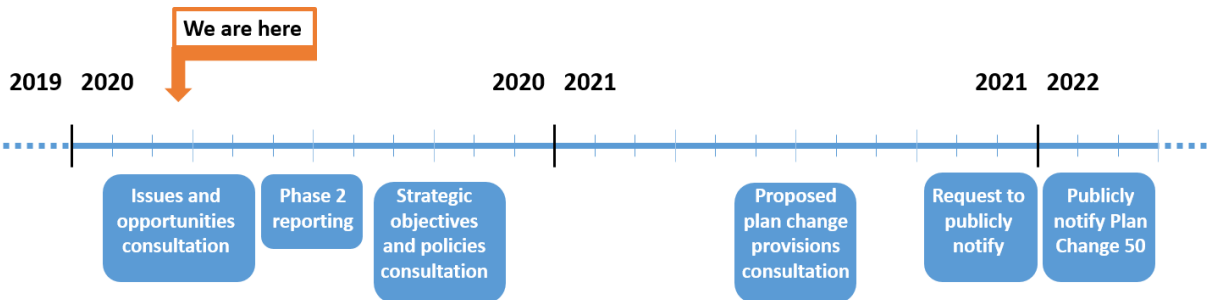 We are here
2019 2020 2020 2021 2021 2022
Issues and
opportunities
consultation
Phase 2
reporting
Strategic
objectives
and policies
consultation
Proposed
plan change
provisions
consultation
Request to
publicly
notify
Publicly
notify Plan
Change 50